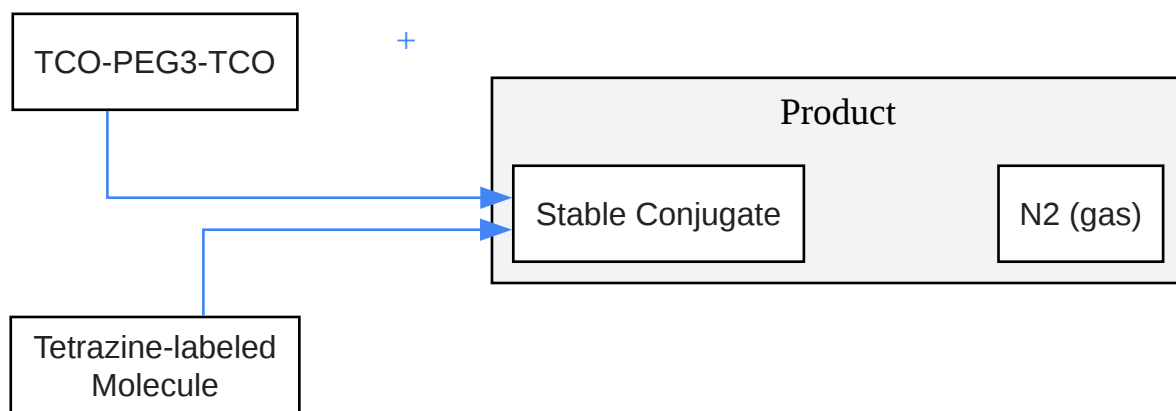 TCO-PEG3-TCO
+
Product
Stable Conjugate
N2 (gas)
Tetrazine-labeled
Molecule